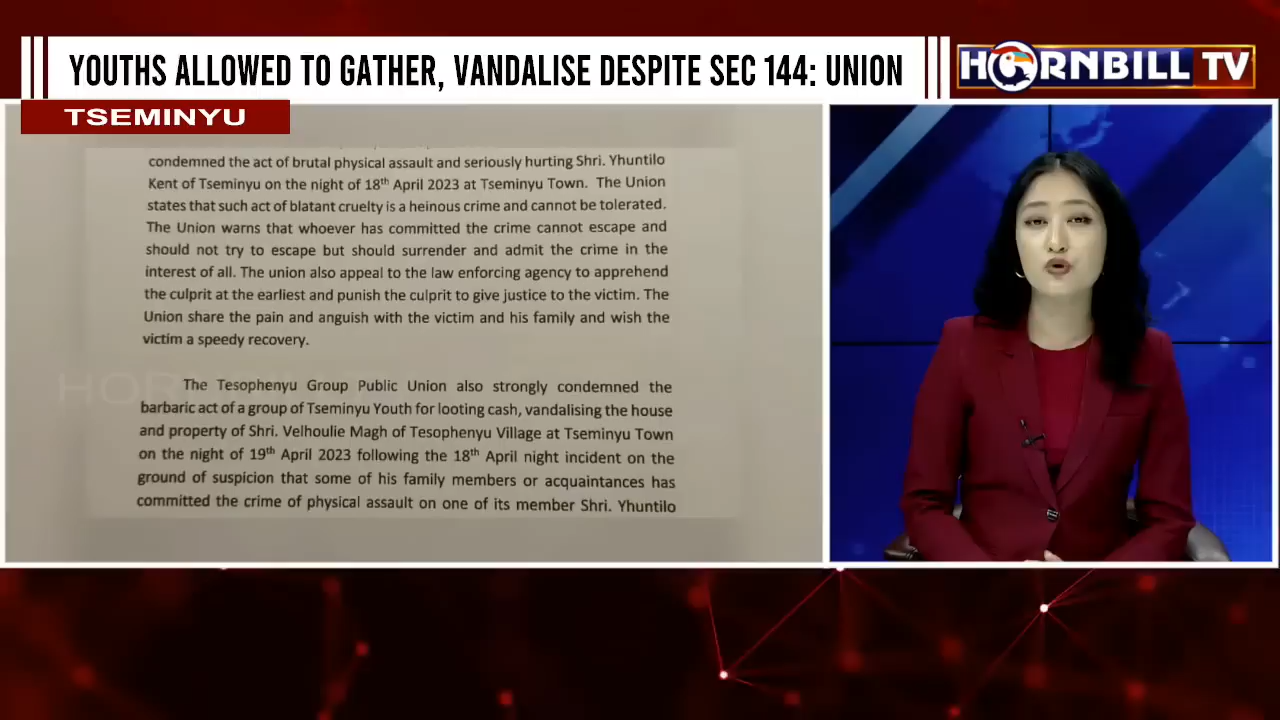 YOUTHS ALLOWED TO GATHER, VANDALISE DESPITE SEC 144: UNION
HORNBILL TV
TSEMINYU
condemned the act of brutal physical assault and seriously hurting Shri. Yhuntilo
Kent of Tseminyu on the night of 18th April 2023 at Tseminyu Town. The Union
states that such act of blatant cruelty is a heinous crime and cannot be tolerated.
The Union warns that whoever has committed the crime cannot escape and
should not try to escape but should surrender and admit the crime in the
interest of all. The union also appeal to the law enforcing agency to apprehend
the culprit at the earliest and punish the culprit to give justice to the victim. The
Union share the pain and anguish with the victim and his family and wish the
victim a speedy recovery.
The Tesophenyu Group Public Union also strongly condemned the
barbaric act of a group of Tseminyu Youth for looting cash, vandalising the house
and property of Shri. Velhoulie Magh of Tesophenyu Village at Tseminyu Town
on the night of 19th April 2023 following the 18th April night incident on the
ground of suspicion that some of his family members or acquaintances has
committed the crime of physical assault on one of its member Shri. Yhuntilo